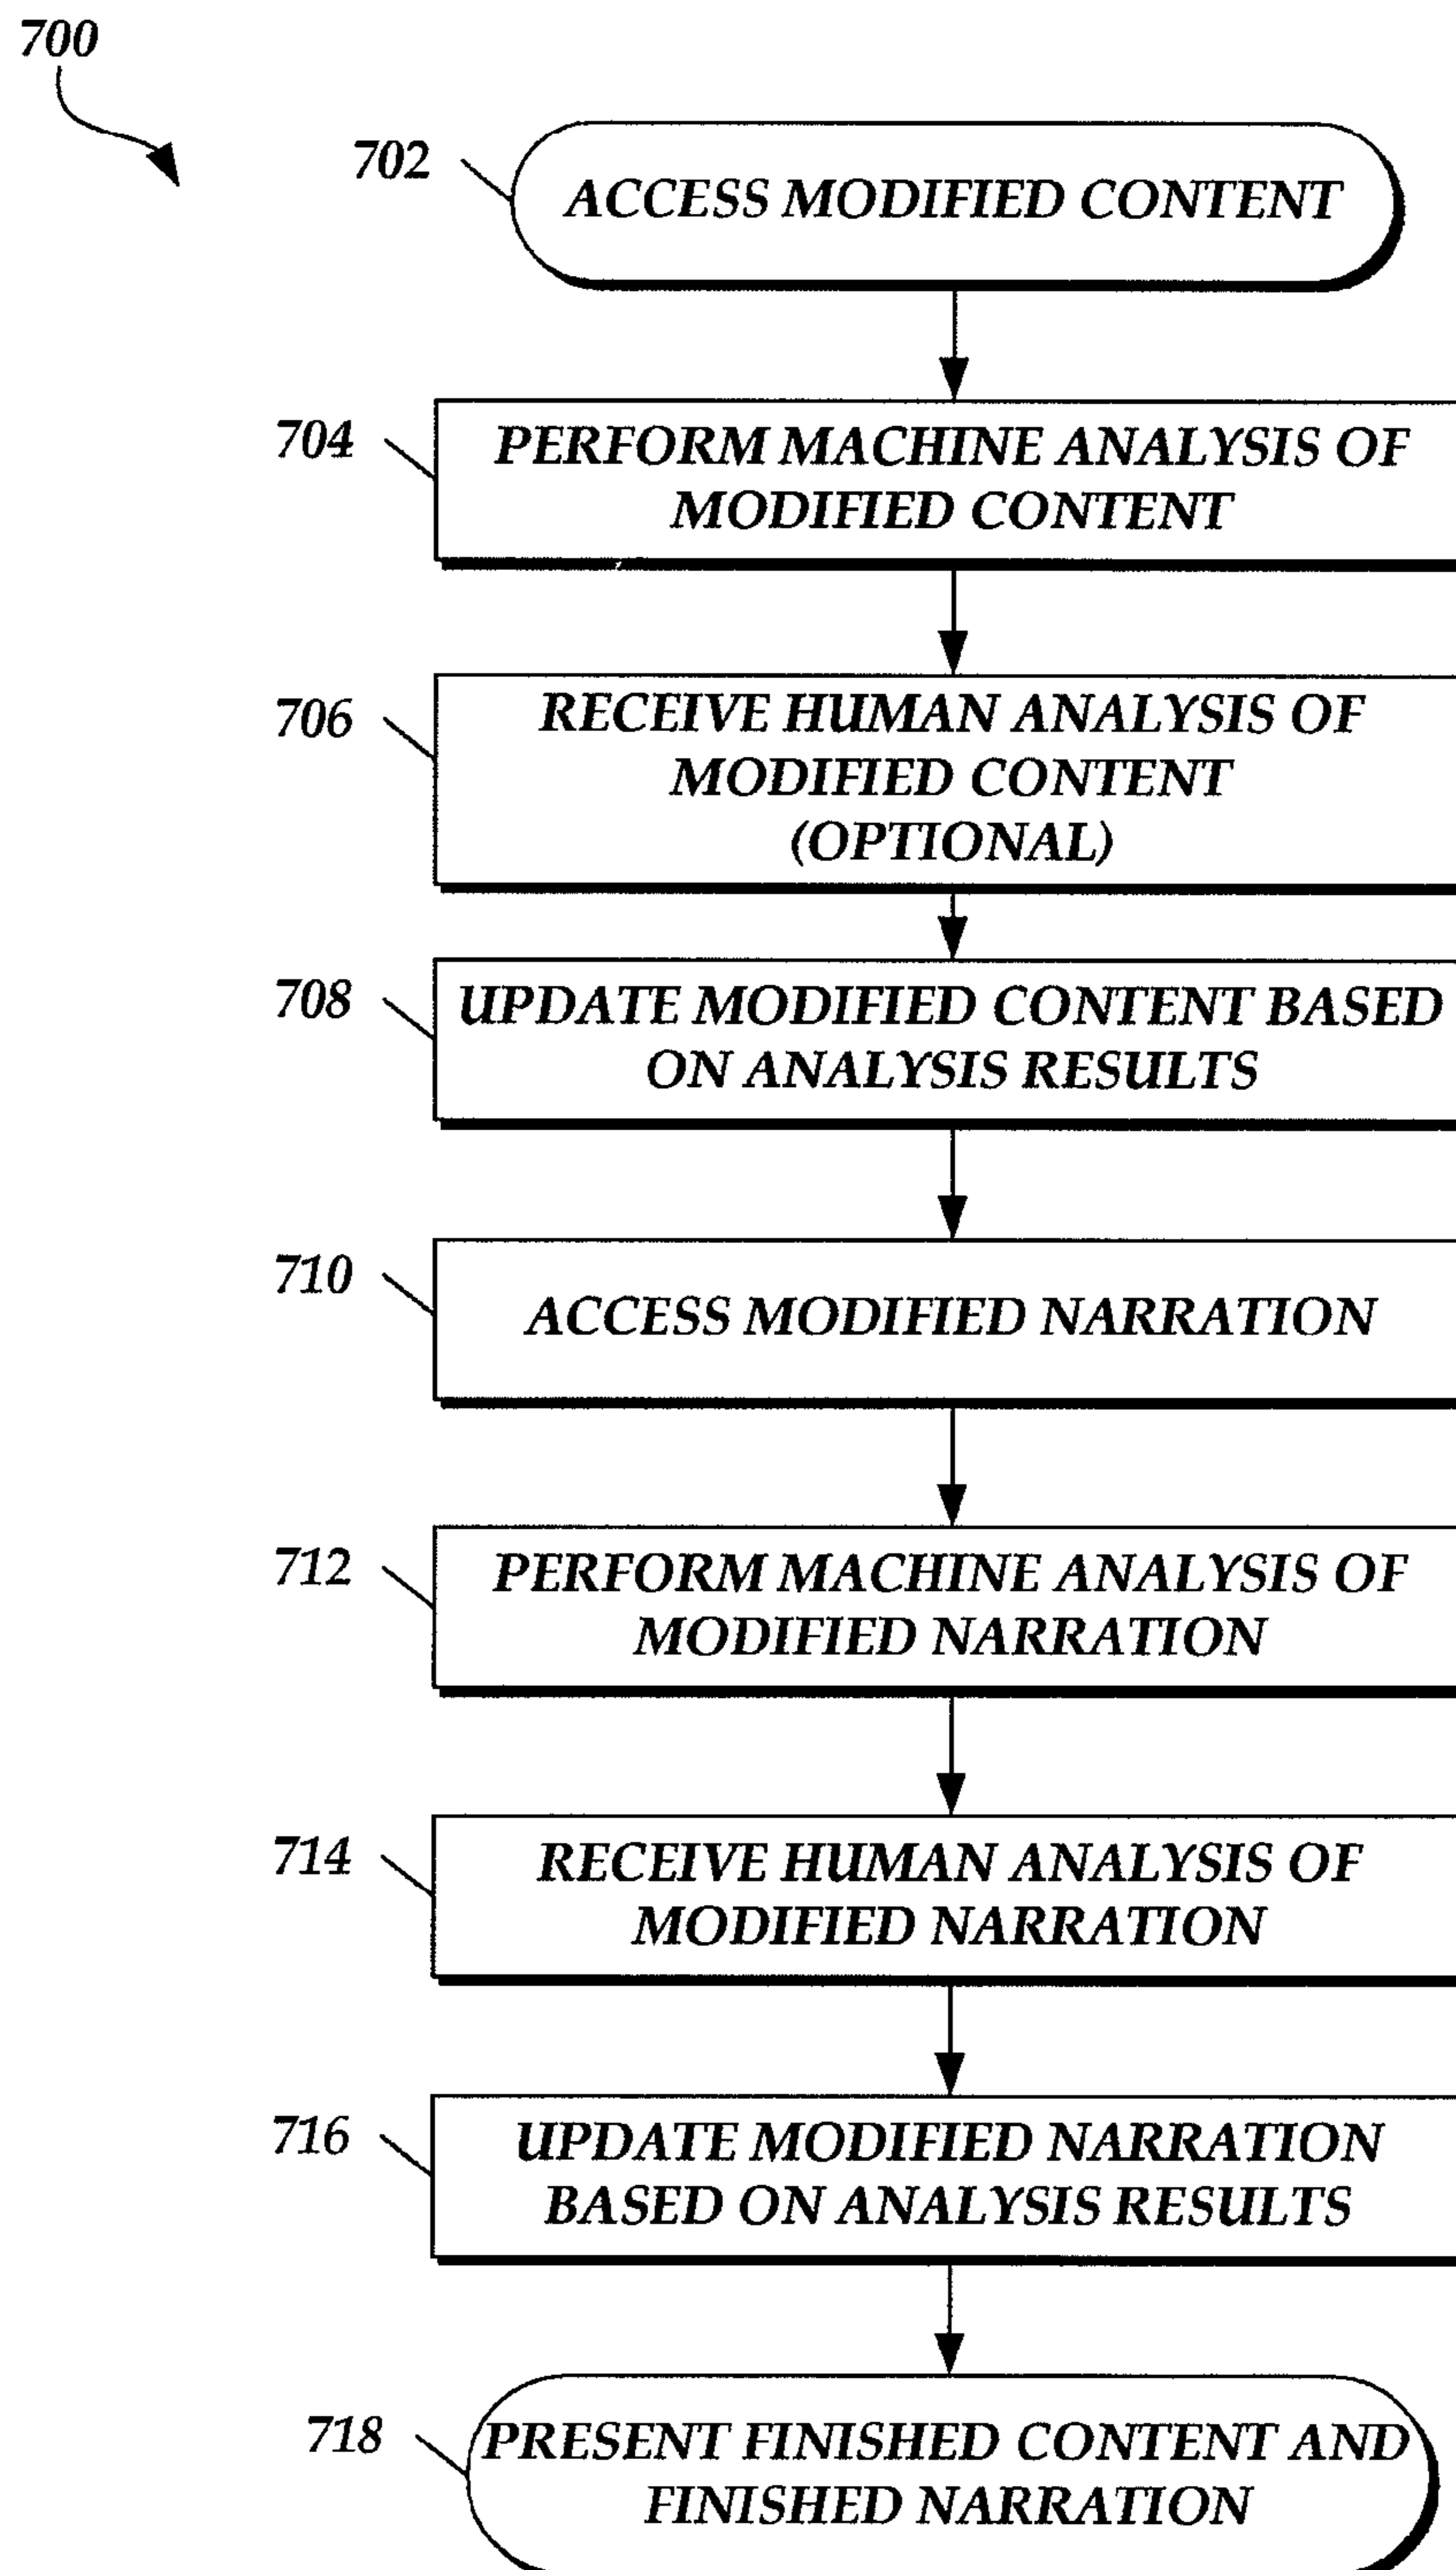 700
702
ACCESS MODIFIED CONTENT
704
PERFORM MACHINE ANALYSIS OF
MODIFIED CONTENT
706
RECEIVE HUMAN ANALYSIS OF
MODIFIED CONTENT
(OPTIONAL)
708
UPDATE MODIFIED CONTENT BASED
ON ANALYSIS RESULTS
710
ACCESS MODIFIED NARRATION
712
PERFORM MACHINE ANALYSIS OF
MODIFIED NARRATION
714
RECEIVE HUMAN ANALYSIS OF
MODIFIED NARRATION
716
UPDATE MODIFIED NARRATION
BASED ON ANALYSIS RESULTS
718
PRESENT FINISHED CONTENT AND
FINISHED NARRATION